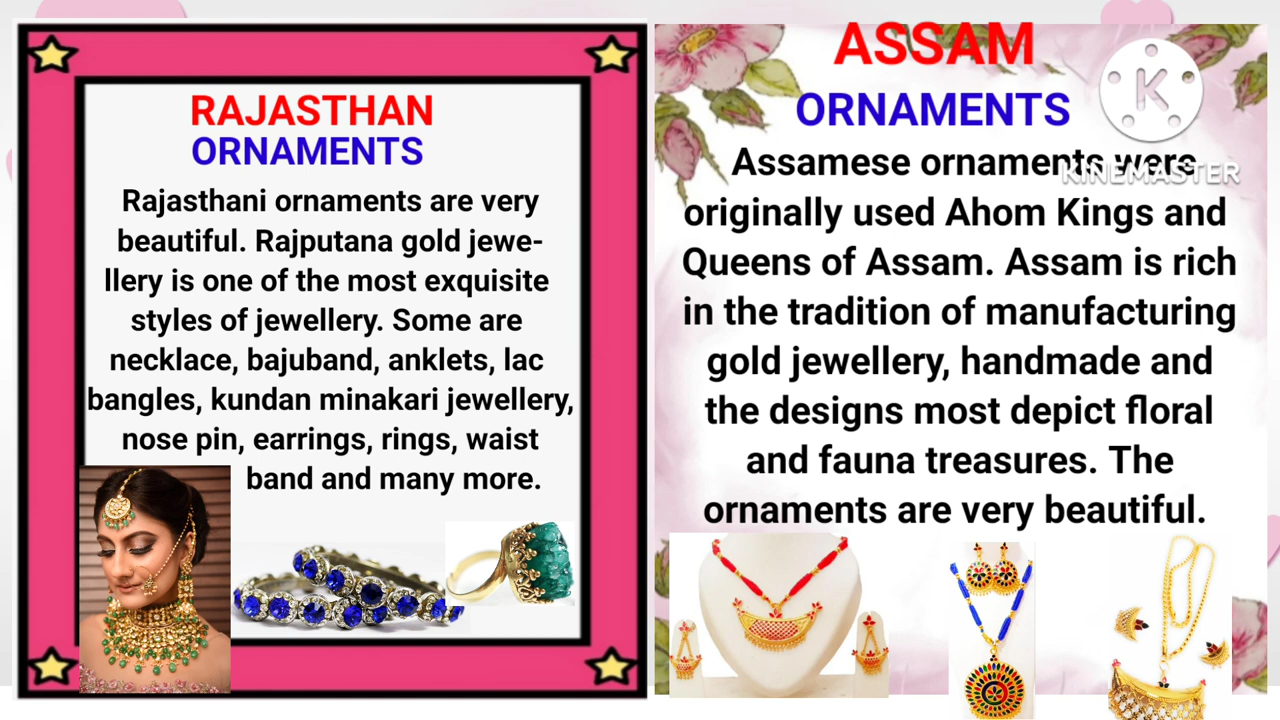 RAJASTHAN
ORNAMENTS
Rajasthani ornaments are very
beautiful. Rajputana gold jewe-
llery is one of the most exquisite
styles of jewellery. Some are
necklace, bajuband, anklets, lac
bangles, kundan minakari jewellery,
nose pin, earrings, rings, waist
band and many more.
ASSAM
ORNAMENTS
Assamese ornaments were
originally used Ahom Kings and
Queens of Assam. Assam is rich
in the tradition of manufacturing
gold jewellery, handmade and
the designs most depict floral
and fauna treasures. The
ornaments are very beautiful.
K
KINEMASTER